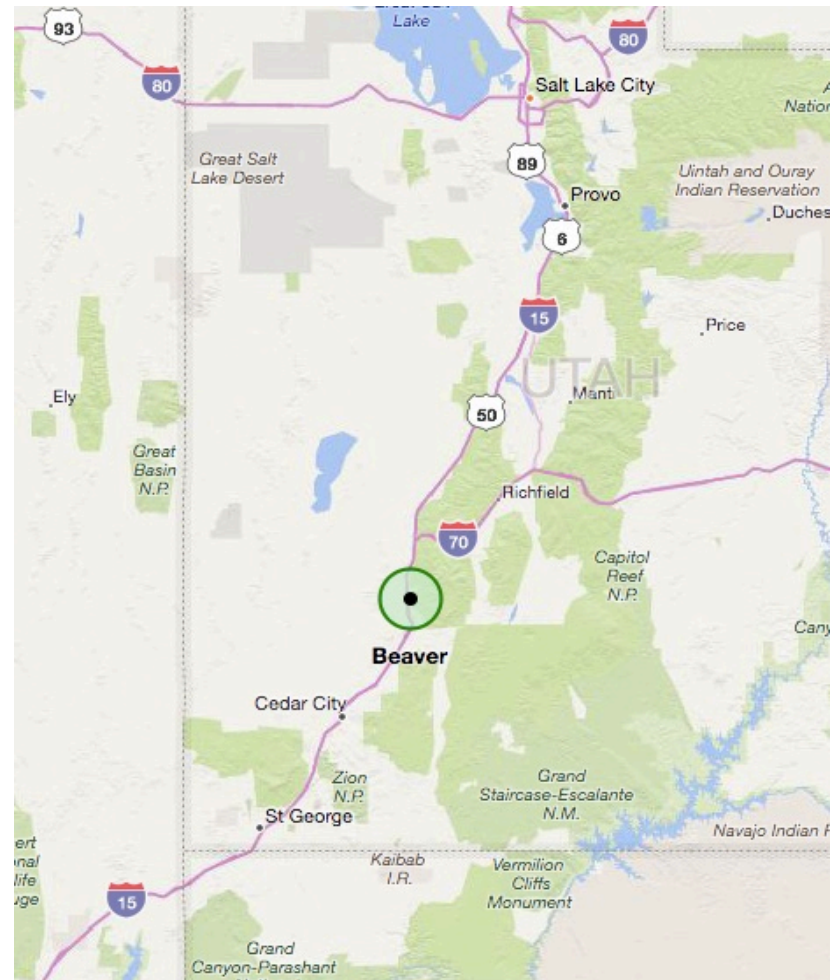 Lake
93
80
80
Salt Lake City
Great Salt
Lake Desert
89
Uintah and Ouray
Indian Reservation
Provo
6
15
Price
UTAH
Ely
Manti
50
Great
Basin
N.P.
Richfield
70
Capitol
Reef
N.P.
Beaver
Cedar City
Zion
N.P.
Grand
Staircase-Escalante
N.M.
St George
Navajo Indian
Kaibab
I.R.
Vermilion
Cliffs
Monument
15
Grand
Canyon-Parashant